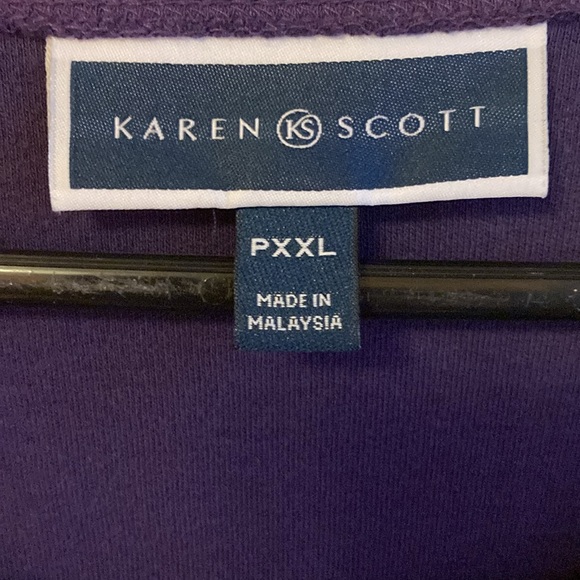 KAREN KS SCOTT
PXXL
MADE IN
MALAYSIA